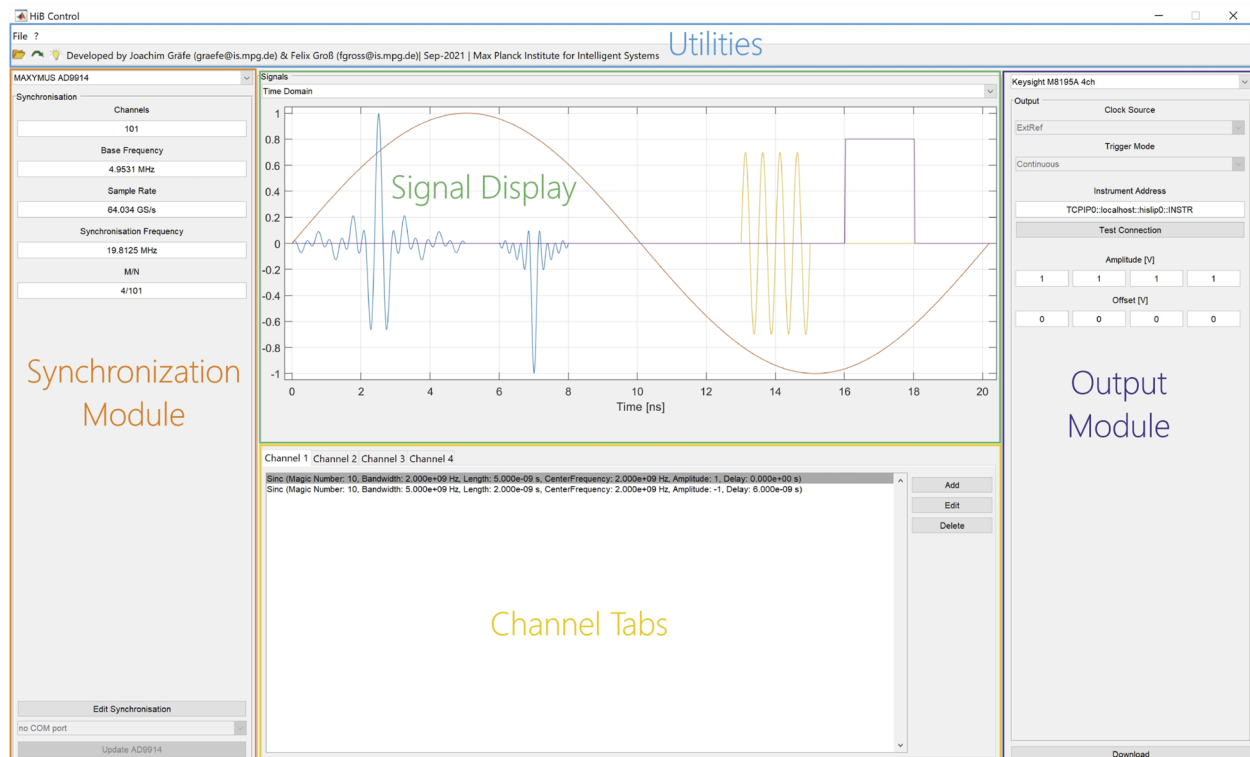 HiB Control
File ?
Developed by Joachim Gräfe (graefe@is.mpg.de) & Felix Groß (fgross@is.mpg.de)| Sep-2021 | Max Planck Institute for Intelligent Systems
Utilities
MAXYMUS AD9914
Synchronisation
Channels
101
Base Frequency
4.9531 MHz
Sample Rate
64.034 GS/s
Synchronisation Frequency
19.8125 MHz
M/N
4/101
Synchronization
Module
Edit Synchronisation
no COM port
Update AD9914
Signals
Time Domain
1
0.8
0.6
0.4
0.2
0
-0.2
-0.4
-0.6
-0.8
-1
Signal Display
0 2 4 6 8 10 12 14 16 18 20
Time [ns]
Channel 1 Channel 2 Channel 3 Channel 4
Sinc (Magic Number: 10, Bandwidth: 2.000e+09 Hz, Length: 5.000e-09 s, CenterFrequency: 2.000e+09 Hz, Amplitude: 1, Delay: 0.000e+00 s)
Sinc (Magic Number: 10, Bandwidth: 5.000e+09 Hz, Length: 2.000e-09 s, CenterFrequency: 2.000e+09 Hz, Amplitude: -1, Delay: 6.000e-09 s)
Add
Edit
Delete
Channel Tabs
Keysight M8195A 4ch
Output
Clock Source
ExtRef
Trigger Mode
Continuous
Instrument Address
TCPIP0::localhost::hislip0::INSTR
Test Connection
Amplitude [V]
1 1 1 1
Offset [V]
0 0 0 0
Output
Module
Download